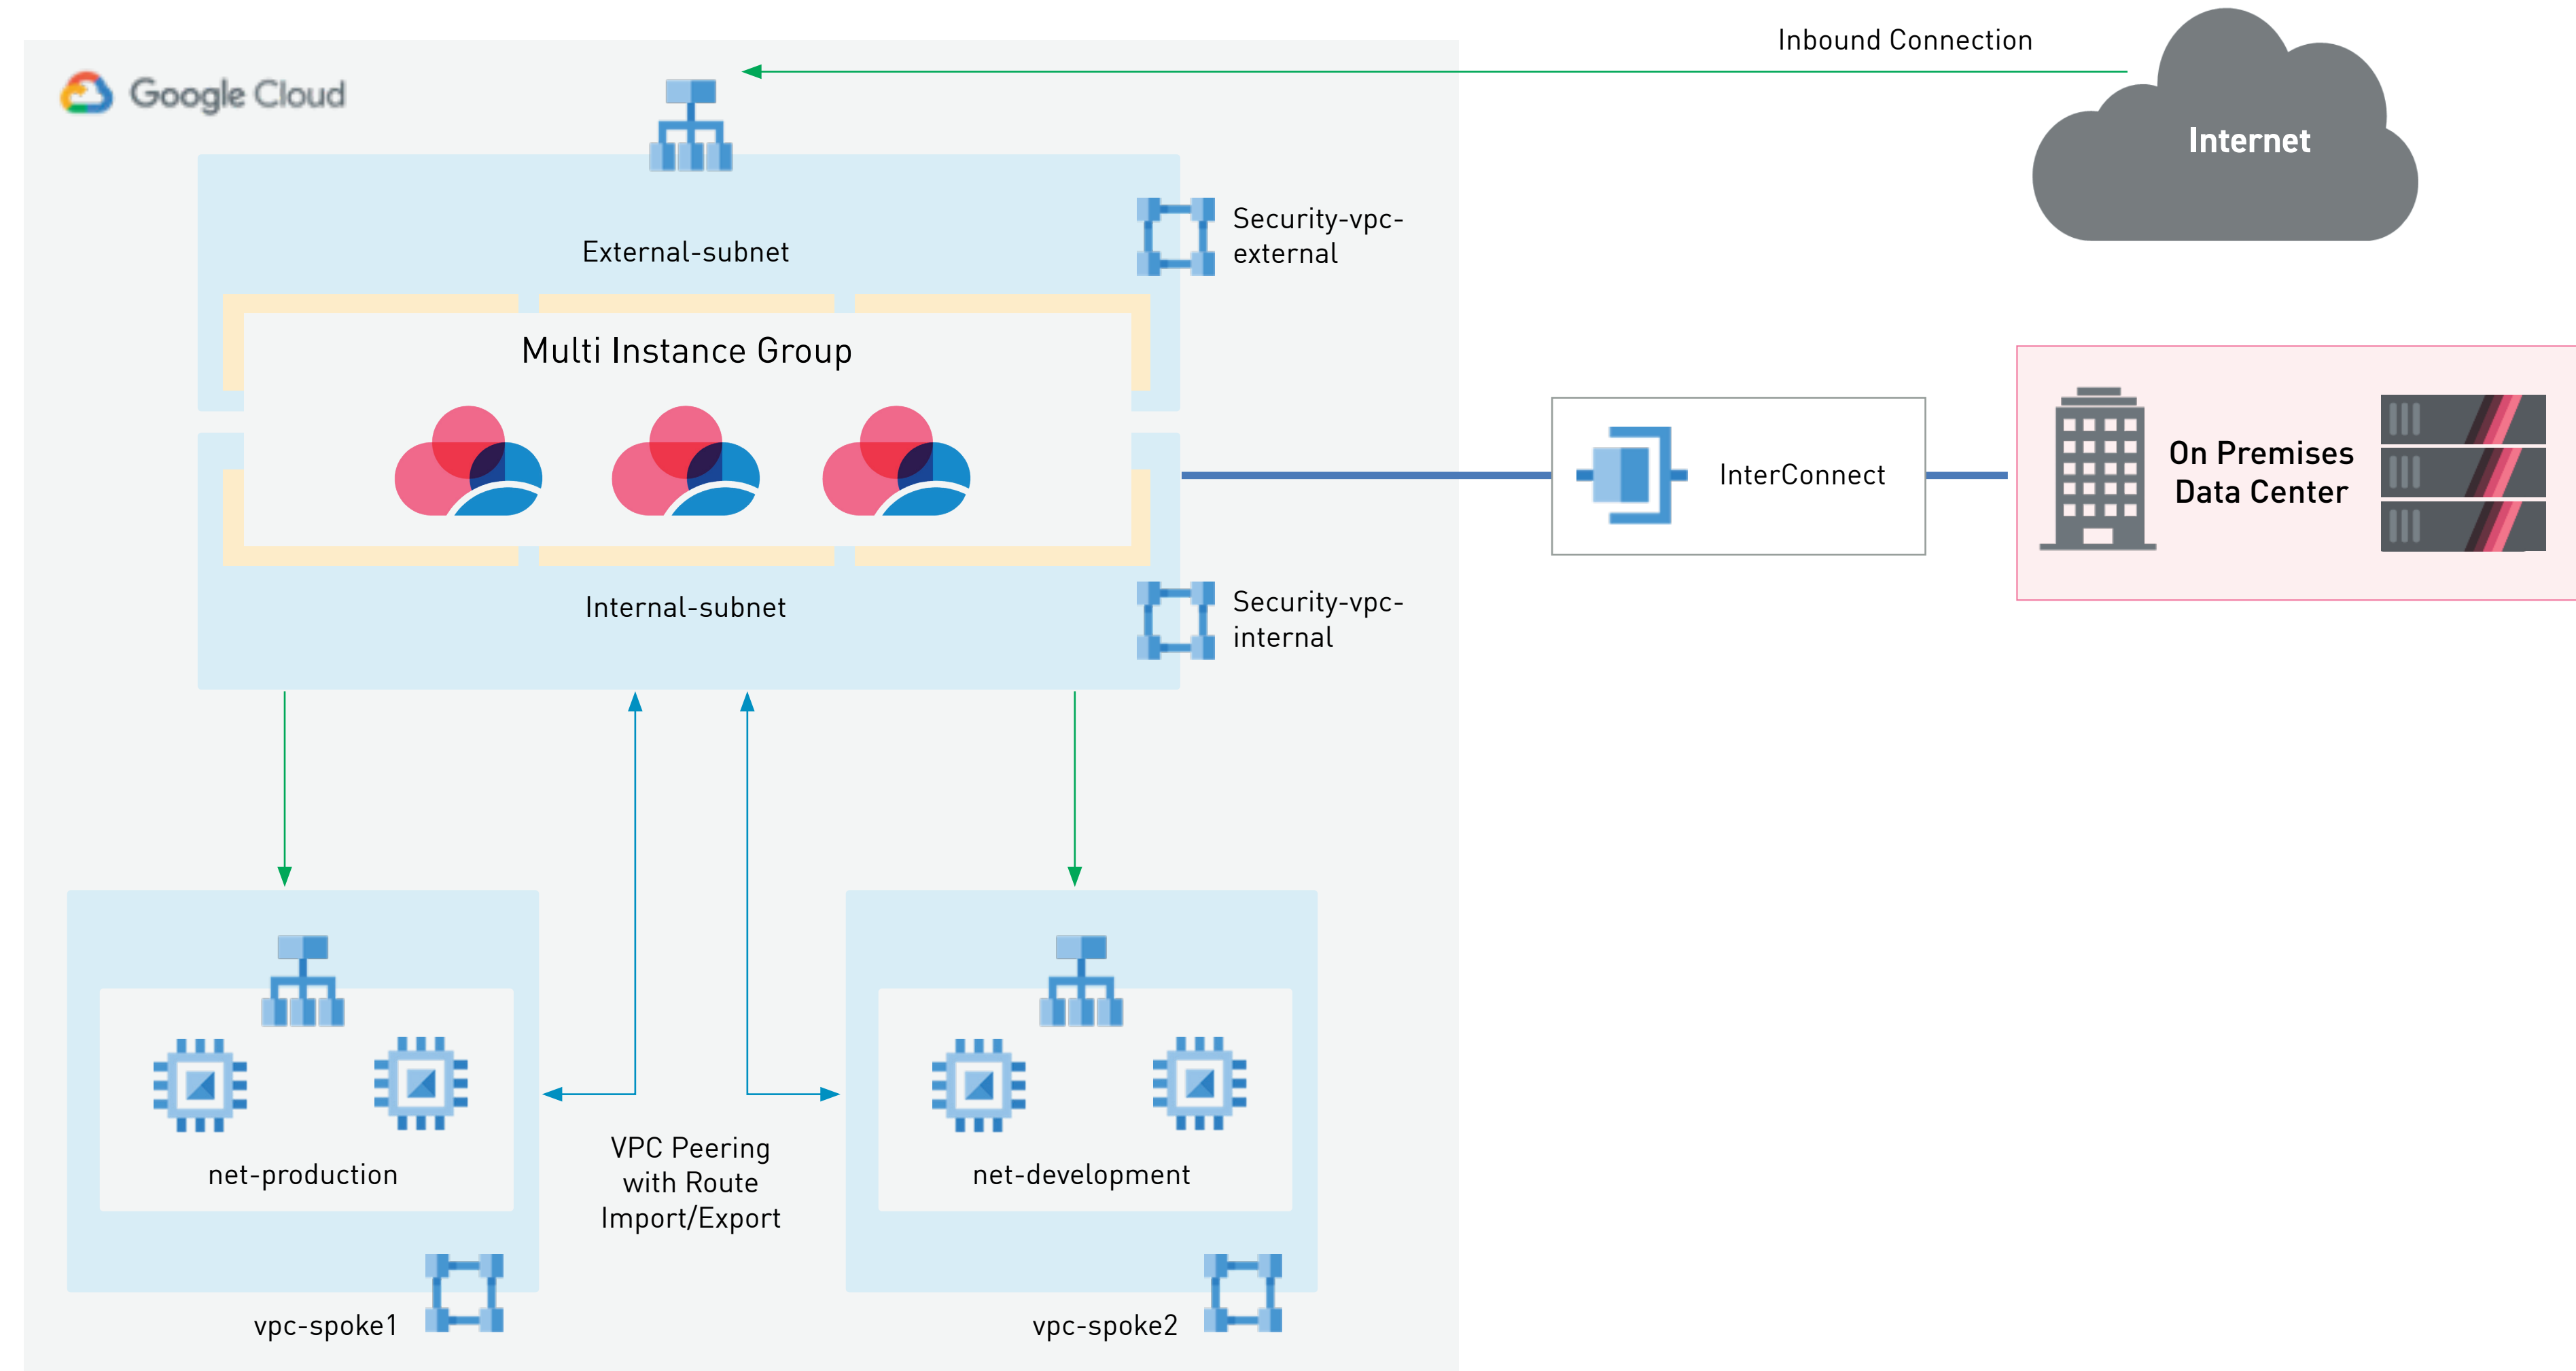 Google Cloud
Inbound Connection
Internet
External-subnet
Security-vpc-
external
Multi Instance Group
InterConnect
On Premises
Data Center
Internal-subnet
Security-vpc-
internal
net-production
VPC Peering
with Route
Import/Export
net-development
vpc-spoke1
vpc-spoke2